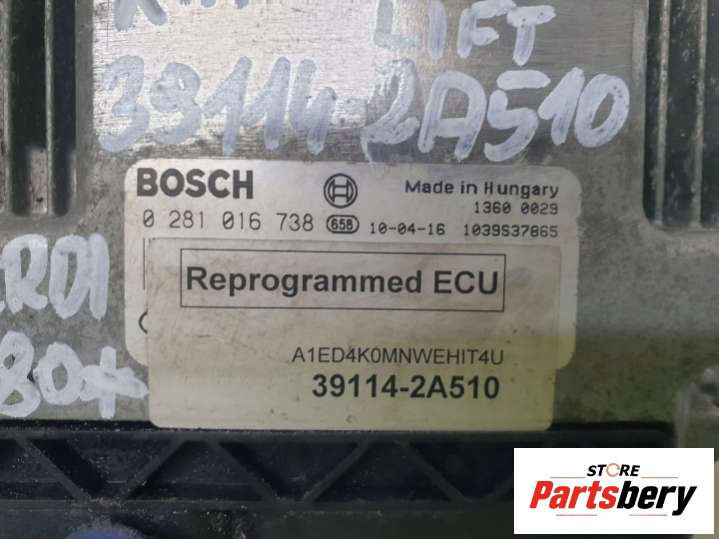 LIFT
39114-2A510
BOSCH
Made in Hungary
1360 0029
0 281 016 738 658 10-04-16 1039S37865
Reprogrammed ECU
CRDI
A1ED4K0MNWEHIT4U
39114-2A510
STORE
Partsbery